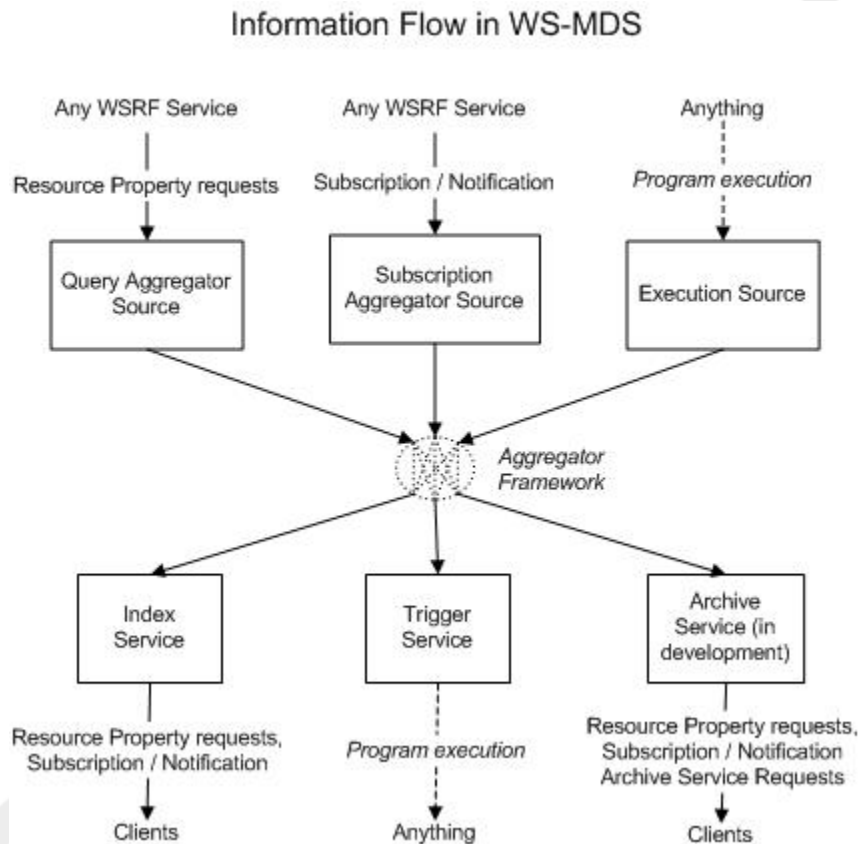 Information Flow in WS-MDS
Any WSRF Service
Any WSRF Service
Anything
Resource Property requests
Subscription / Notification
Program execution
Query Aggregator
Source
Subscription
Aggregator Source
Execution Source
Aggregator
Framework
Index
Service
Trigger
Service
Archive
Service (in
development)
Resource Property requests,
Subscription / Notification
Program execution
Resource Property requests,
Subscription / Notification
Archive Service Requests
Clients
Anything
Clients